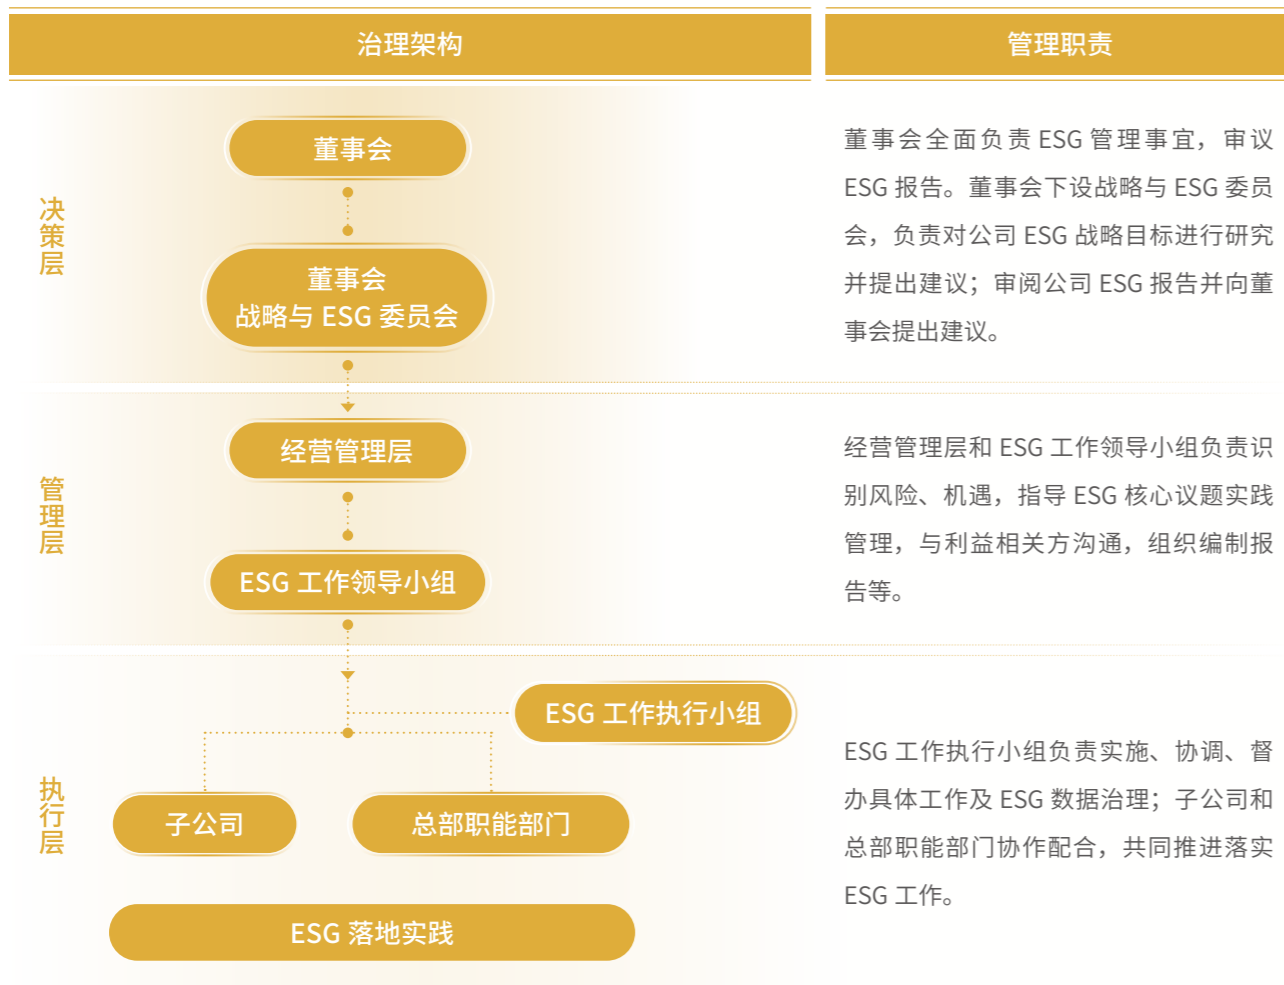 治理架构
管理职责
决策层
董事会
董事会
战略与 ESG 委员会
董事会全面负责 ESG 管理事宜，审议
ESG 报告。董事会下设战略与 ESG 委员
会，负责对公司 ESG 战略目标进行研究
并提出建议；审阅公司 ESG 报告并向董
事会提出建议。
管理层
经营管理层
ESG 工作领导小组
经营管理层和 ESG 工作领导小组负责识
别风险、机遇，指导 ESG 核心议题实践
管理，与利益相关方沟通，组织编制报
告等。
执行层
ESG 工作执行小组
子公司
总部职能部门
ESG 落地实践
ESG 工作执行小组负责实施、协调、督
办具体工作及 ESG 数据治理；子公司和
总部职能部门协作配合，共同推进落实
ESG 工作。